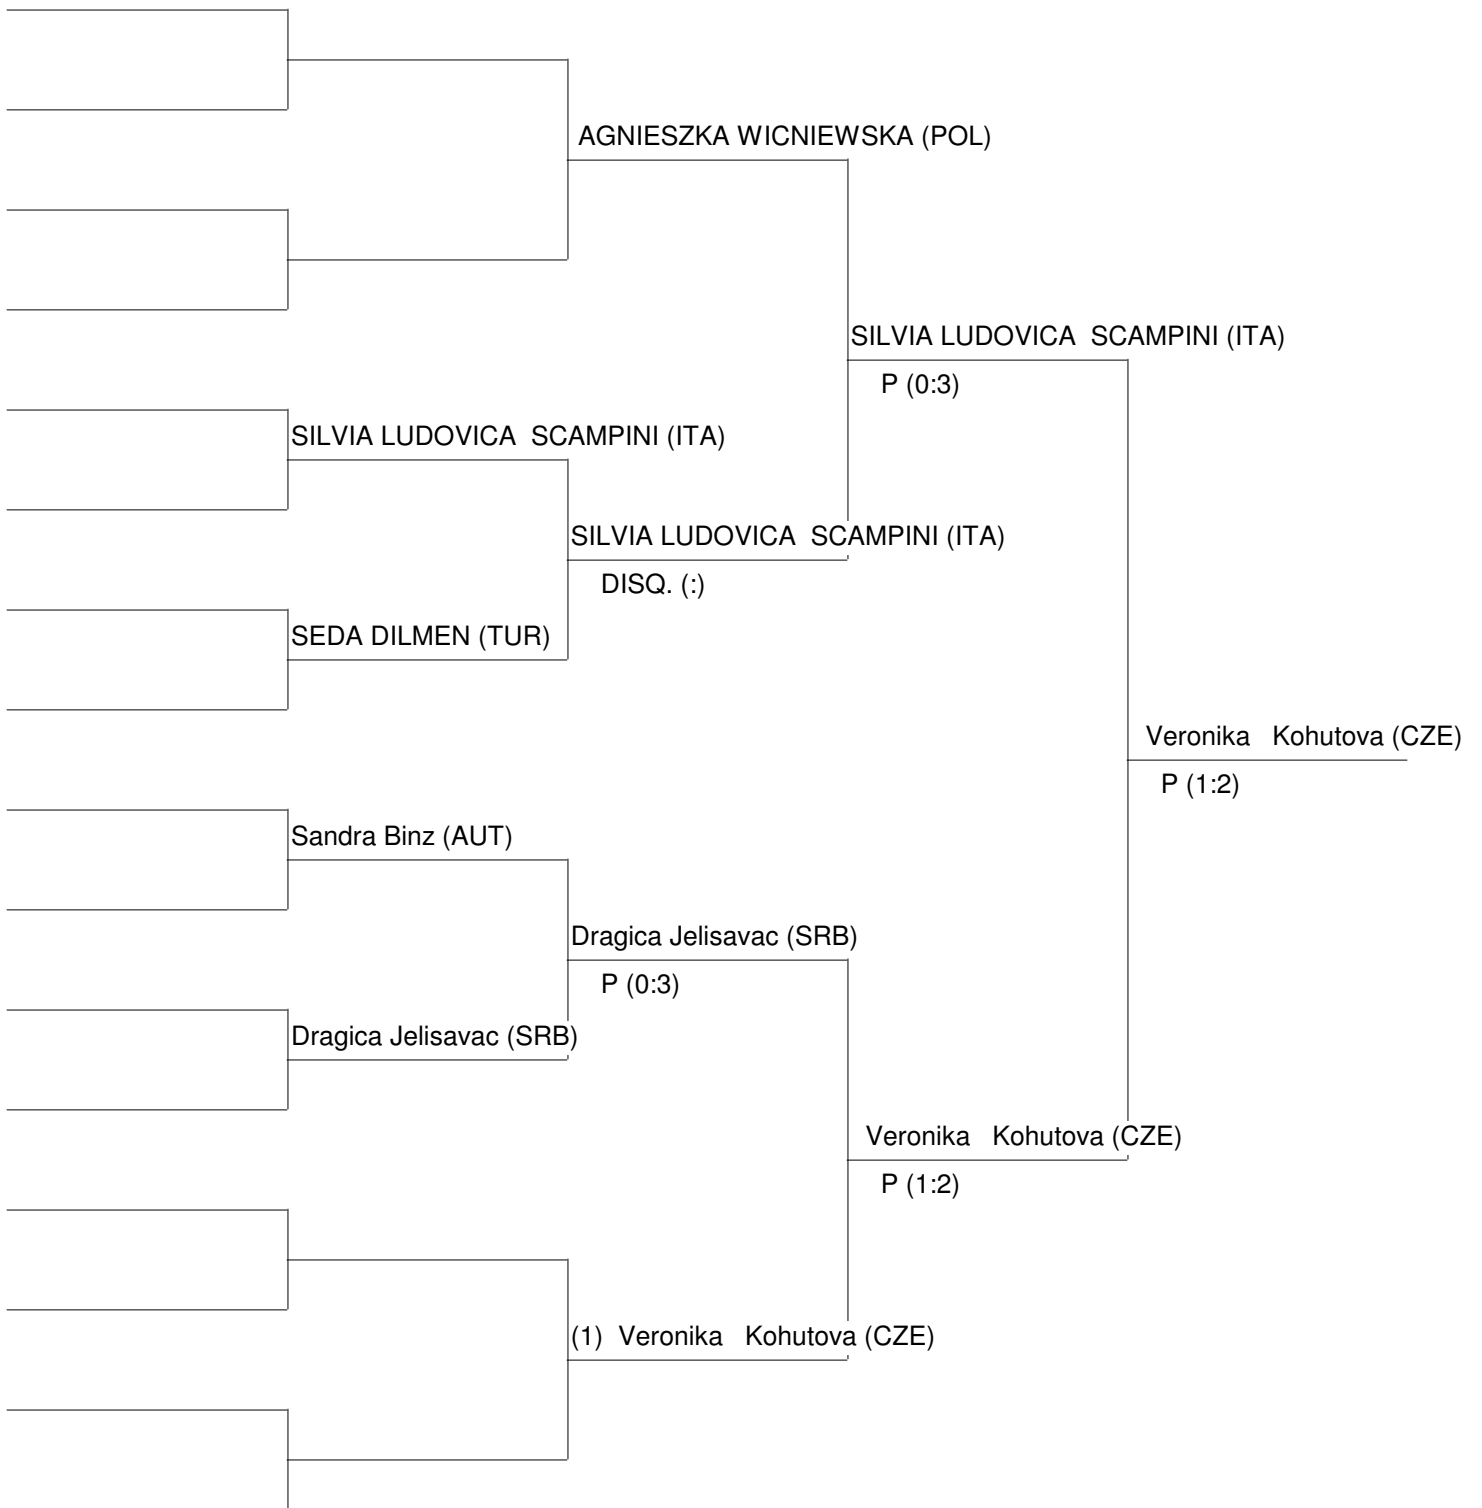 AGNIESZKA WICNIEWSKA (POL)
SILVIA LUDOVICA  SCAMPINI (ITA)
P (0:3)
SILVIA LUDOVICA  SCAMPINI (ITA)
SILVIA LUDOVICA  SCAMPINI (ITA)
DISQ. (:)
SEDA DILMEN (TUR)
Veronika   Kohutova (CZE)
P (1:2)
Sandra Binz (AUT)
Dragica Jelisavac (SRB)
P (0:3)
Dragica Jelisavac (SRB)
Veronika   Kohutova (CZE)
P (1:2)
(1)  Veronika   Kohutova (CZE)